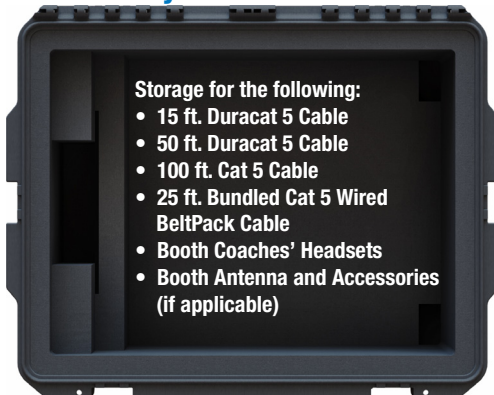 Storage for the following:
• 15 ft. Duracat 5 Cable
• 50 ft. Duracat 5 Cable
• 100 ft. Cat 5 Cable
• 25 ft. Bundled Cat 5 Wired
BeltPack Cable
• Booth Coaches' Headsets
• Booth Antenna and Accessories
(if applicable)